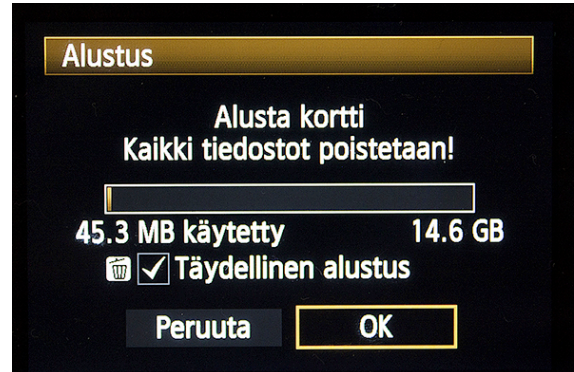 Alustus
Alusta kortti
Kaikki tiedostot poistetaan!
45.3 MB käytetty 14.6 GB
Täydellinen alustus
Peruuta OK